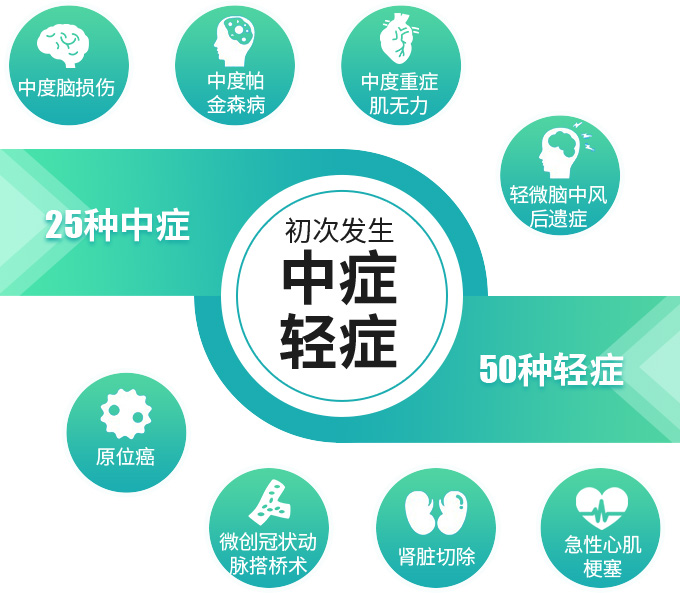 中度脑损伤
中度帕
金森病
中度重症
肌无力
轻微脑中风
后遗症
25种中症
初次发生
中症
轻症
50种轻症
原位癌
微创冠状动
脉搭桥术
肾脏切除
急性心肌
梗塞